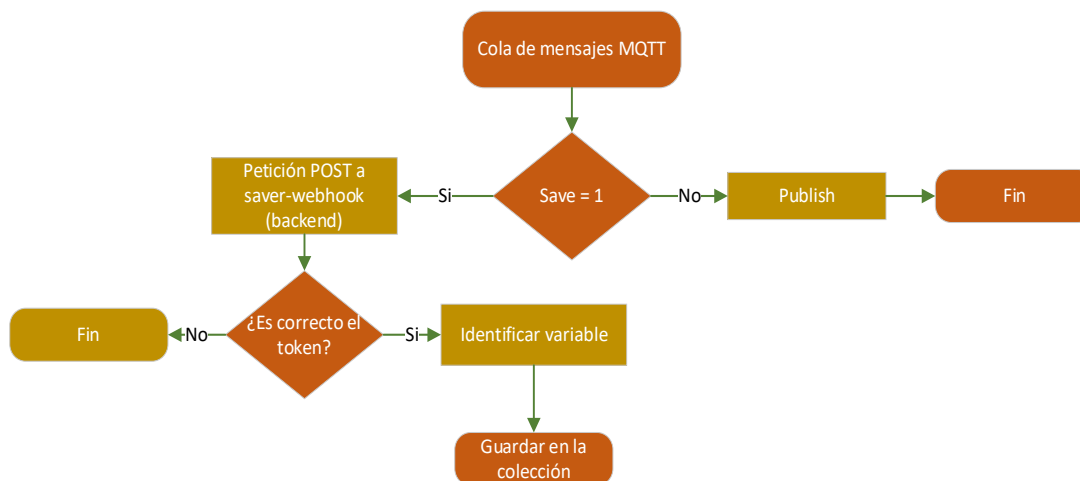 Cola de mensajes MQTT
Petición POST a
saver-webhook
(backend)
Si
Save = 1
No
Publish
Fin
Fin
No
¿Es correcto el
token?
Si
Identificar variable
Guardar en la
colección